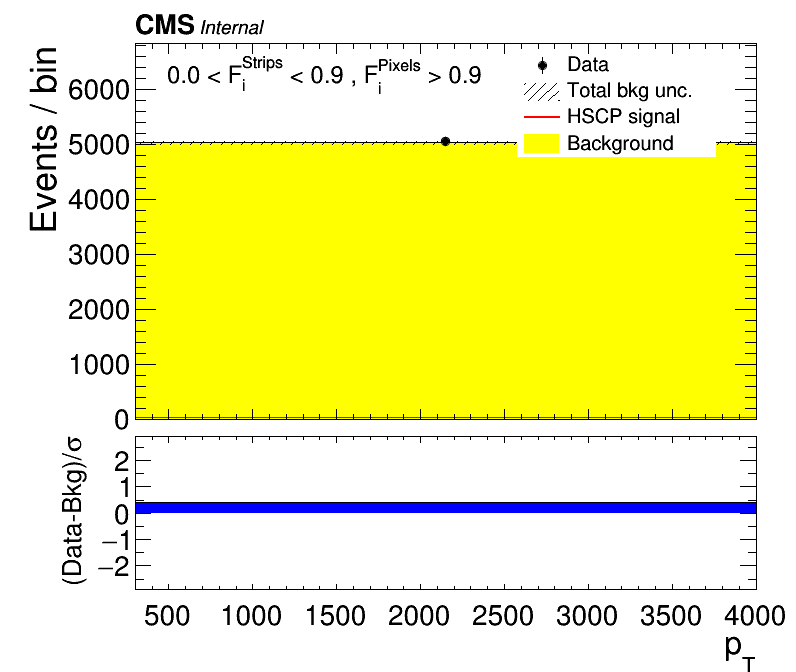 CMS Internal
0.0 < F_i^Strips < 0.9 , F_i^Pixels > 0.9
Data
Total bkg unc.
HSCP signal
Background
Events / bin
6000
5000
4000
3000
2000
1000
0
(Data-Bkg)/σ
2
1
0
−1
−2
500 1000 1500 2000 2500 3000 3500 4000
p_T